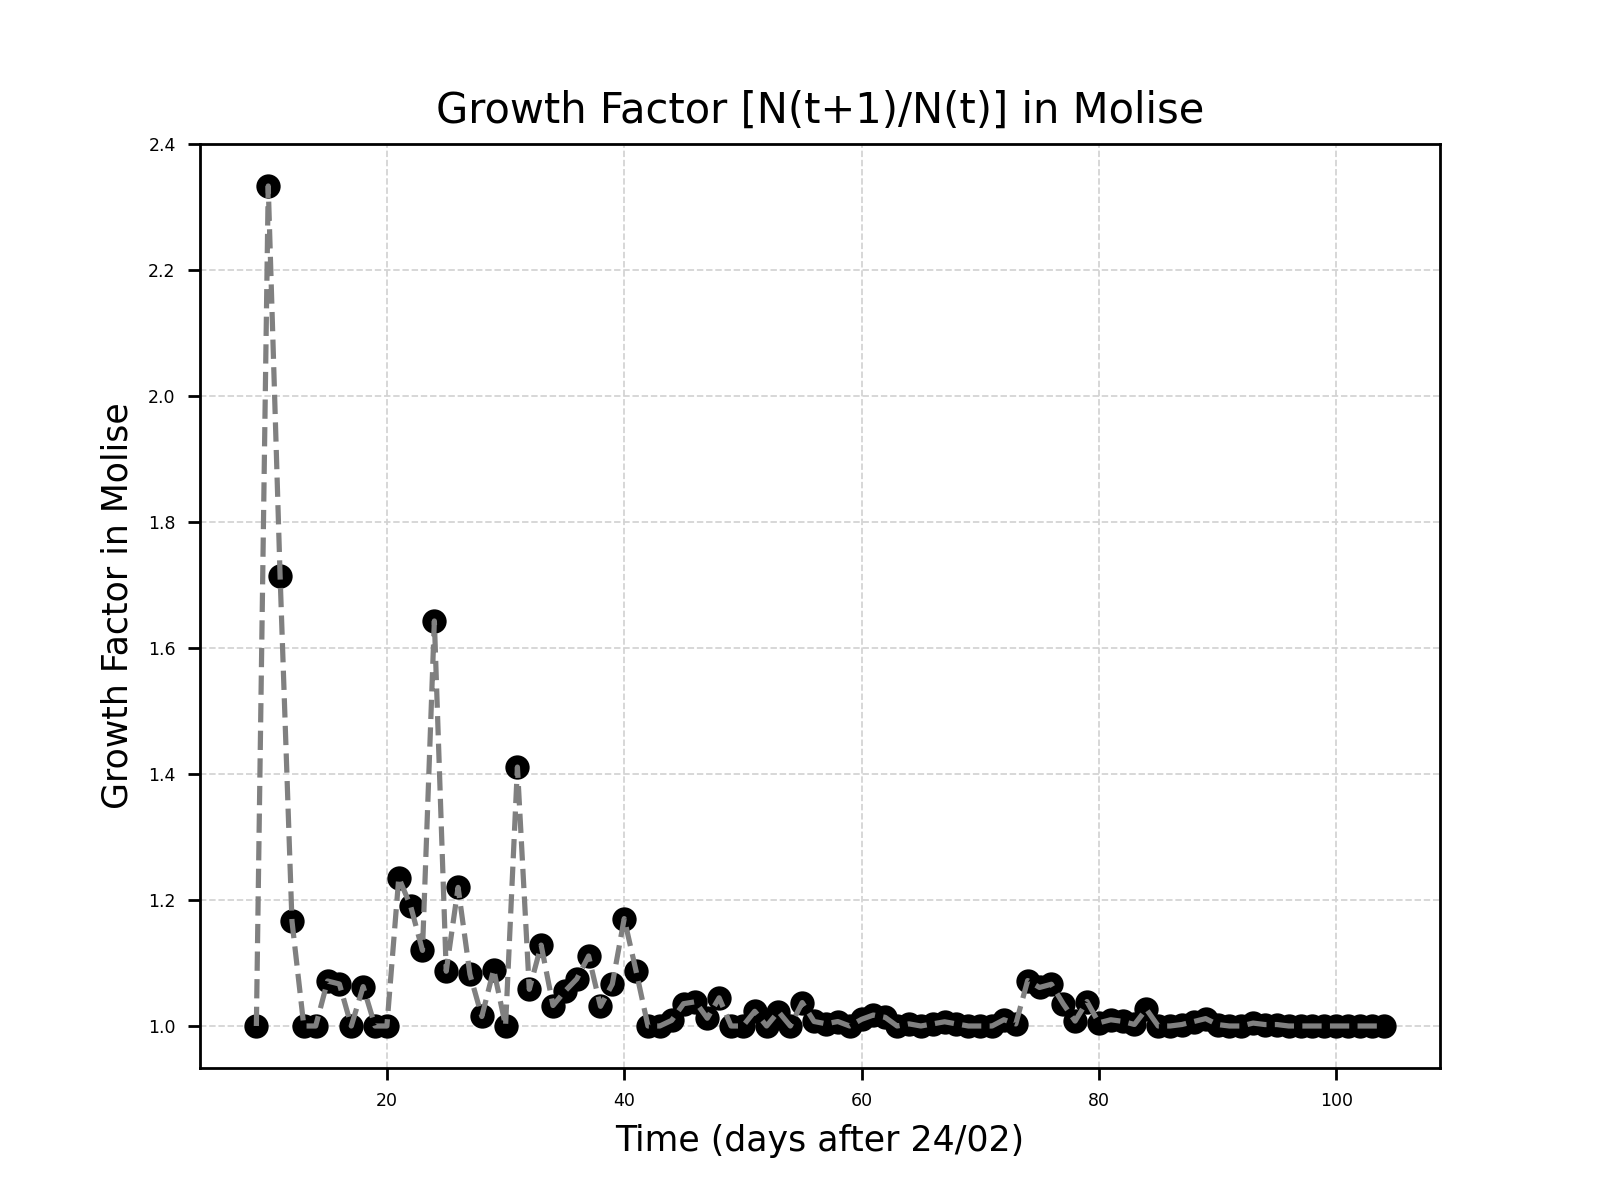 Growth Factor [N(t+1)/N(t)] in Molise
Growth Factor in Molise
2.4
2.2
2.0
1.8
1.6
1.4
1.2
1.0
20 40 60 80 100
Time (days after 24/02)